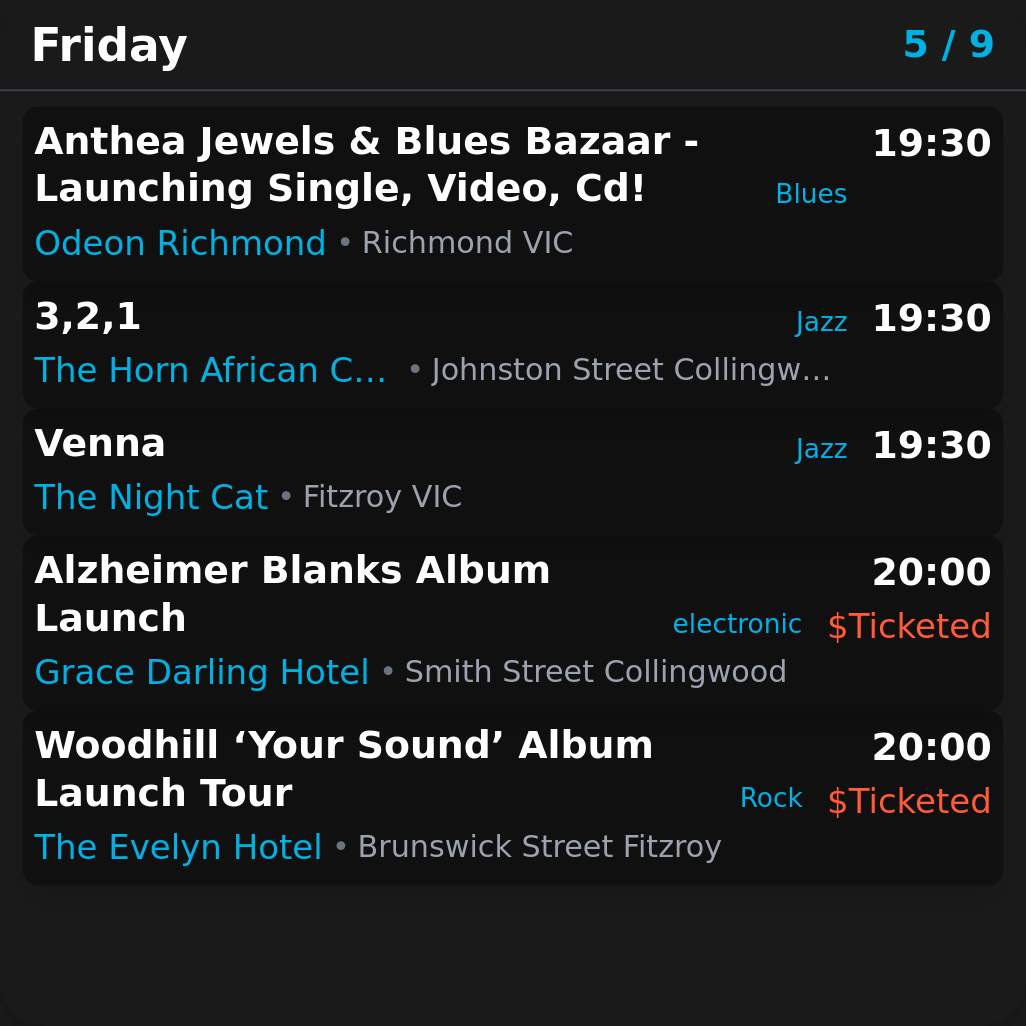 Friday
5 / 9
Anthea Jewels & Blues Bazaar -
Launching Single, Video, Cd!
Blues
19:30
Odeon Richmond • Richmond VIC
3,2,1
Jazz
19:30
The Horn African C... • Johnston Street Collingw...
Venna
Jazz
19:30
The Night Cat • Fitzroy VIC
Alzheimer Blanks Album
Launch
electronic
20:00
$Ticketed
Grace Darling Hotel • Smith Street Collingwood
Woodhill ‘Your Sound’ Album
Launch Tour
Rock
20:00
$Ticketed
The Evelyn Hotel • Brunswick Street Fitzroy